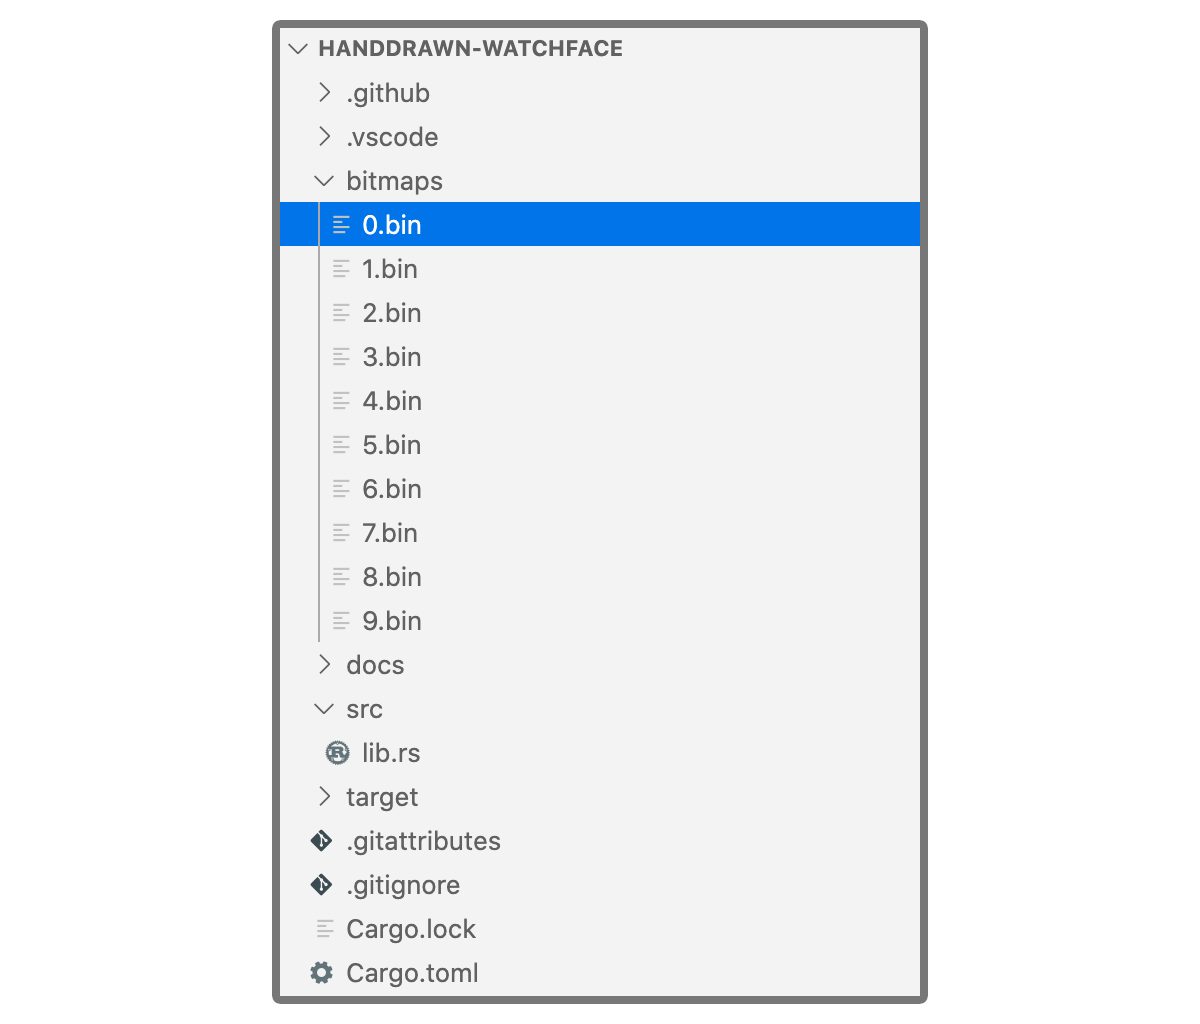 HANDDRAWN-WATCHFACE
.github
.vscode
bitmaps
0.bin
1.bin
2.bin
3.bin
4.bin
5.bin
6.bin
7.bin
8.bin
9.bin
docs
src
lib.rs
target
.gitattributes
.gitignore
Cargo.lock
Cargo.toml